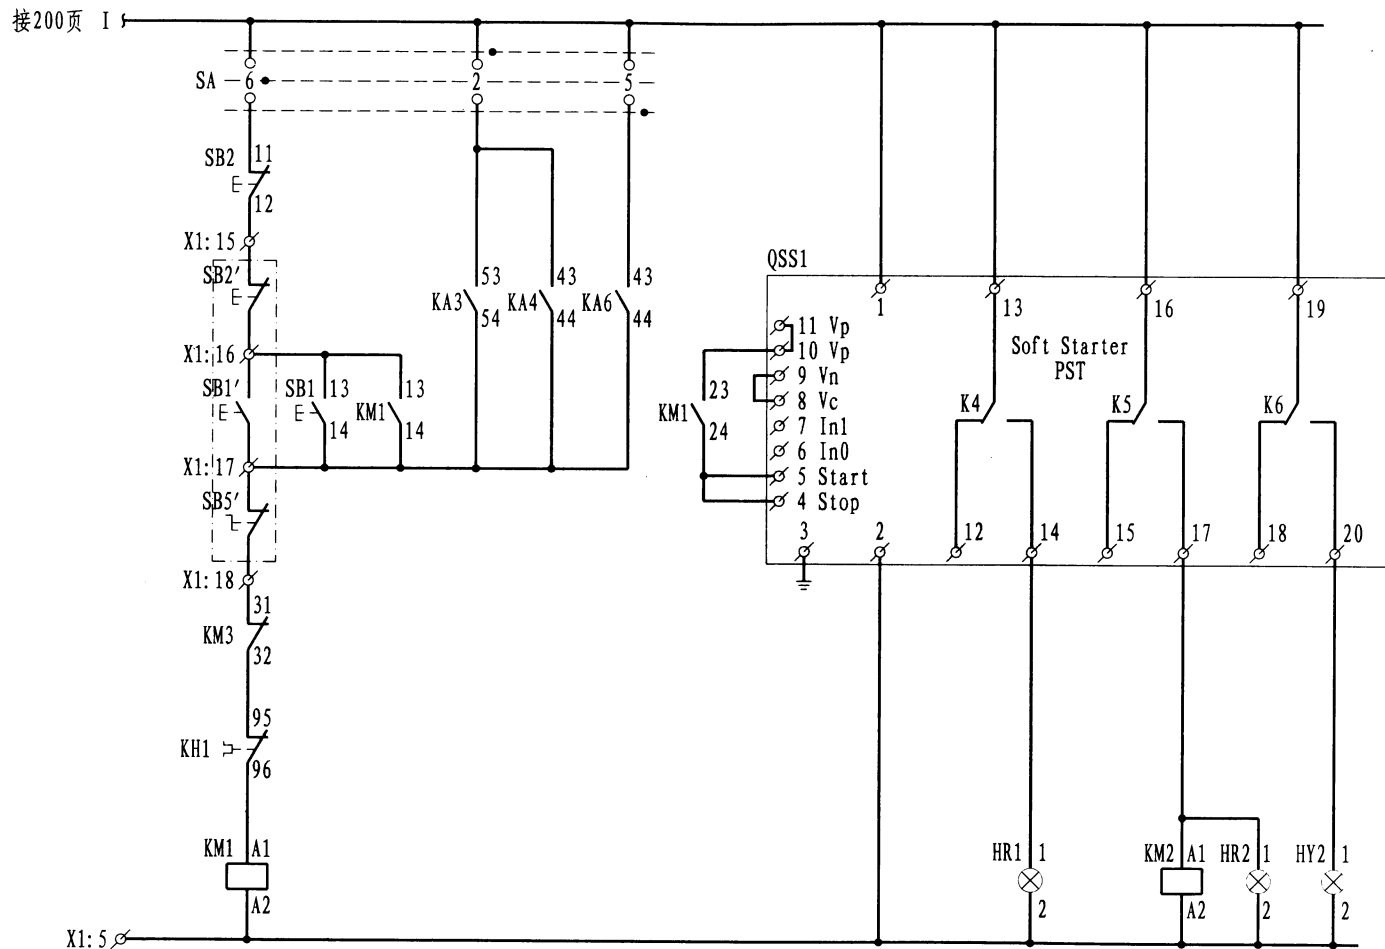 接200页 I
SA 6 2 5
SB2 11
12
X1:15
SB2'
QSS1
53 43 43
KA3 KA4 KA6
54 44 44
1 13 16 19
11 Vp
10 Vp
9 Vn
8 Vc
7 In1
6 In0
5 Start
4 Stop
Soft Starter
PST
X1:16
SB1' SB1 13 KM1 13
14 14
23
KM1
24
K4 K5 K6
X1:17
SB5'
3 2 12 14 15 17 18 20
X1:18
31
KM3
32
95
KH1
96
KM1 A1
A2
HR1 1 KM2 A1 HR2 1 HY2 1
2 A2 2 2
X1:5